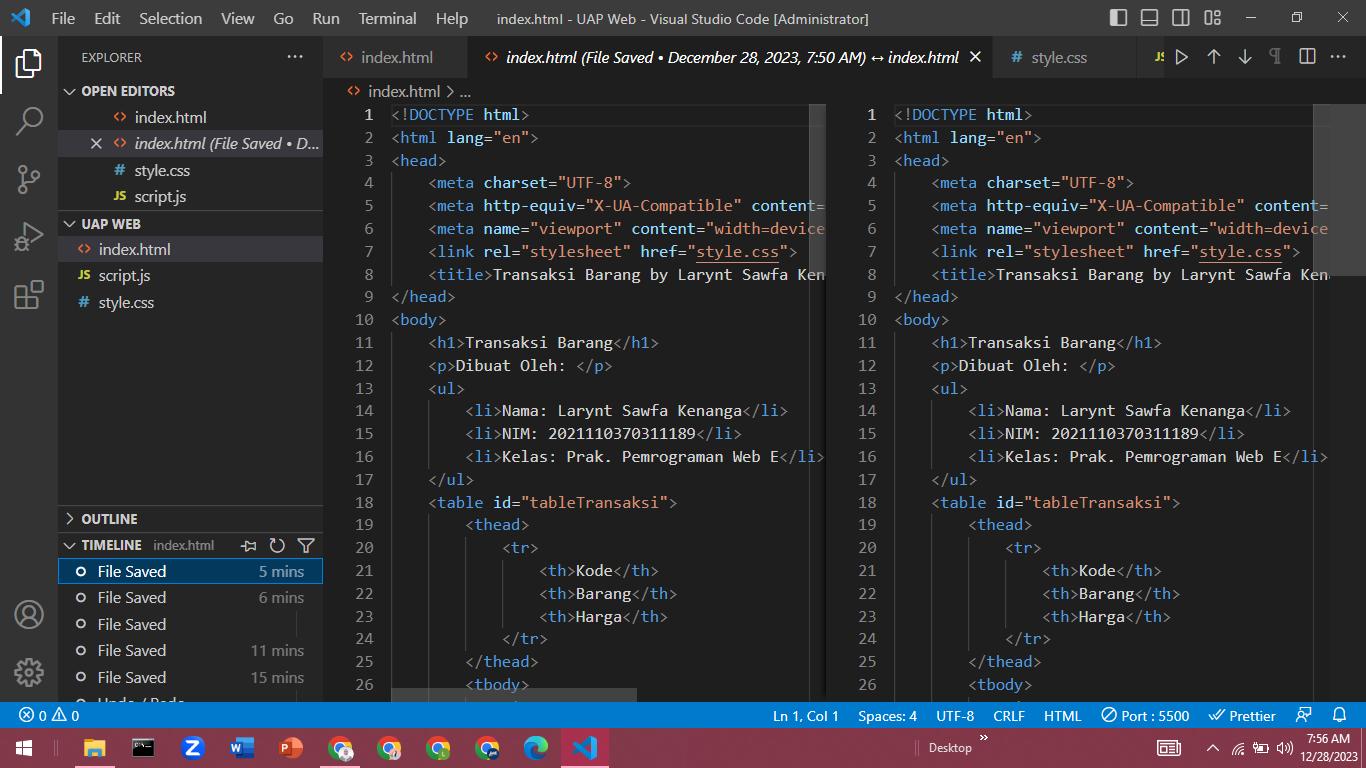 File Edit Selection View Go Run Terminal Help index.html - UAP Web - Visual Studio Code [Administrator]
EXPLORER
OPEN EDITORS
index.html
index.html (File Saved • D...
style.css
script.js
UAP WEB
index.html
script.js
style.css
OUTLINE
TIMELINE index.html
File Saved 5 mins
File Saved 6 mins
File Saved
File Saved 11 mins
File Saved 15 mins
Undo / Redo
index.html
index.html (File Saved • December 28, 2023, 7:50 AM) ↔ index.html
style.css
JS
index.html > ...
1 <!DOCTYPE html>
2 <html lang="en">
3 <head>
4 <meta charset="UTF-8">
5 <meta http-equiv="X-UA-Compatible" content=
6 <meta name="viewport" content="width=device
7 <link rel="stylesheet" href="style.css">
8 <title>Transaksi Barang by Larynt Sawfa Ken
9 </head>
10 <body>
11 <h1>Transaksi Barang</h1>
12 <p>Dibuat Oleh: </p>
13 <ul>
14 <li>Nama: Larynt Sawfa Kenanga</li>
15 <li>NIM: 2021110370311189</li>
16 <li>Kelas: Prak. Pemrograman Web E</li>
17 </ul>
18 <table id="tableTransaksi">
19 <thead>
20 <tr>
21 <th>Kode</th>
22 <th>Barang</th>
23 <th>Harga</th>
24 </tr>
25 </thead>
26 <tbody>
1 <!DOCTYPE html>
2 <html lang="en">
3 <head>
4 <meta charset="UTF-8">
5 <meta http-equiv="X-UA-Compatible" content=
6 <meta name="viewport" content="width=device
7 <link rel="stylesheet" href="style.css">
8 <title>Transaksi Barang by Larynt Sawfa Ken
9 </head>
10 <body>
11 <h1>Transaksi Barang</h1>
12 <p>Dibuat Oleh: </p>
13 <ul>
14 <li>Nama: Larynt Sawfa Kenanga</li>
15 <li>NIM: 2021110370311189</li>
16 <li>Kelas: Prak. Pemrograman Web E</li>
17 </ul>
18 <table id="tableTransaksi">
19 <thead>
20 <tr>
21 <th>Kode</th>
22 <th>Barang</th>
23 <th>Harga</th>
24 </tr>
25 </thead>
26 <tbody>
0 0 Ln 1, Col 1 Spaces: 4 UTF-8 CRLF HTML Port : 5500 Prettier
Desktop
7:56 AM
12/28/2023